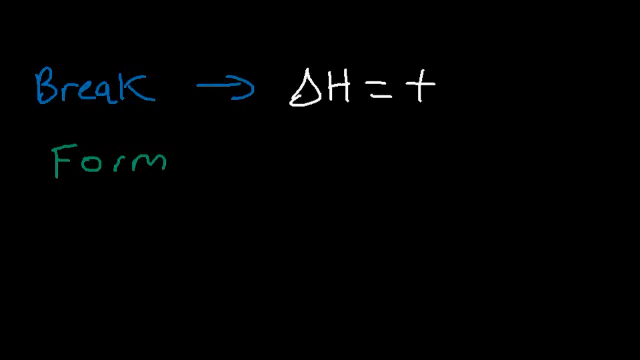 Break → ΔH = +
Form